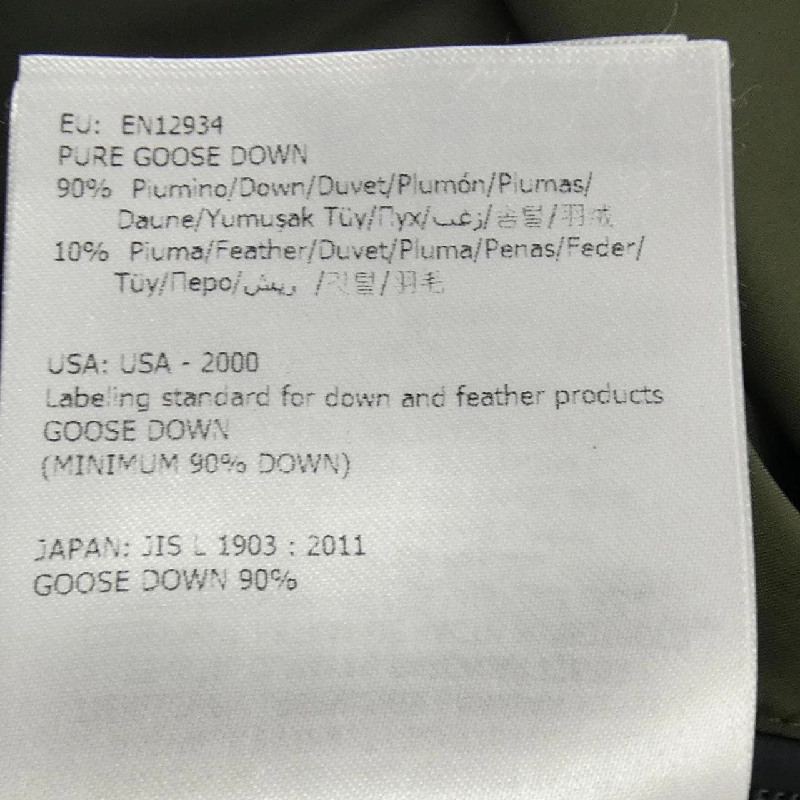 EU: EN12934
PURE GOOSE DOWN
90% Piumino/Down/Duvet/Plumón/Plumas/
Daune/Yumuşak Tüy/Пух/زغب/솜털/羽绒
10% Piuma/Feather/Duvet/Pluma/Penas/Feder/
Tüy/Перо/ريش /깃털/羽毛
USA: USA - 2000
Labeling standard for down and feather products
GOOSE DOWN
(MINIMUM 90% DOWN)
JAPAN: JIS L 1903 : 2011
GOOSE DOWN 90%